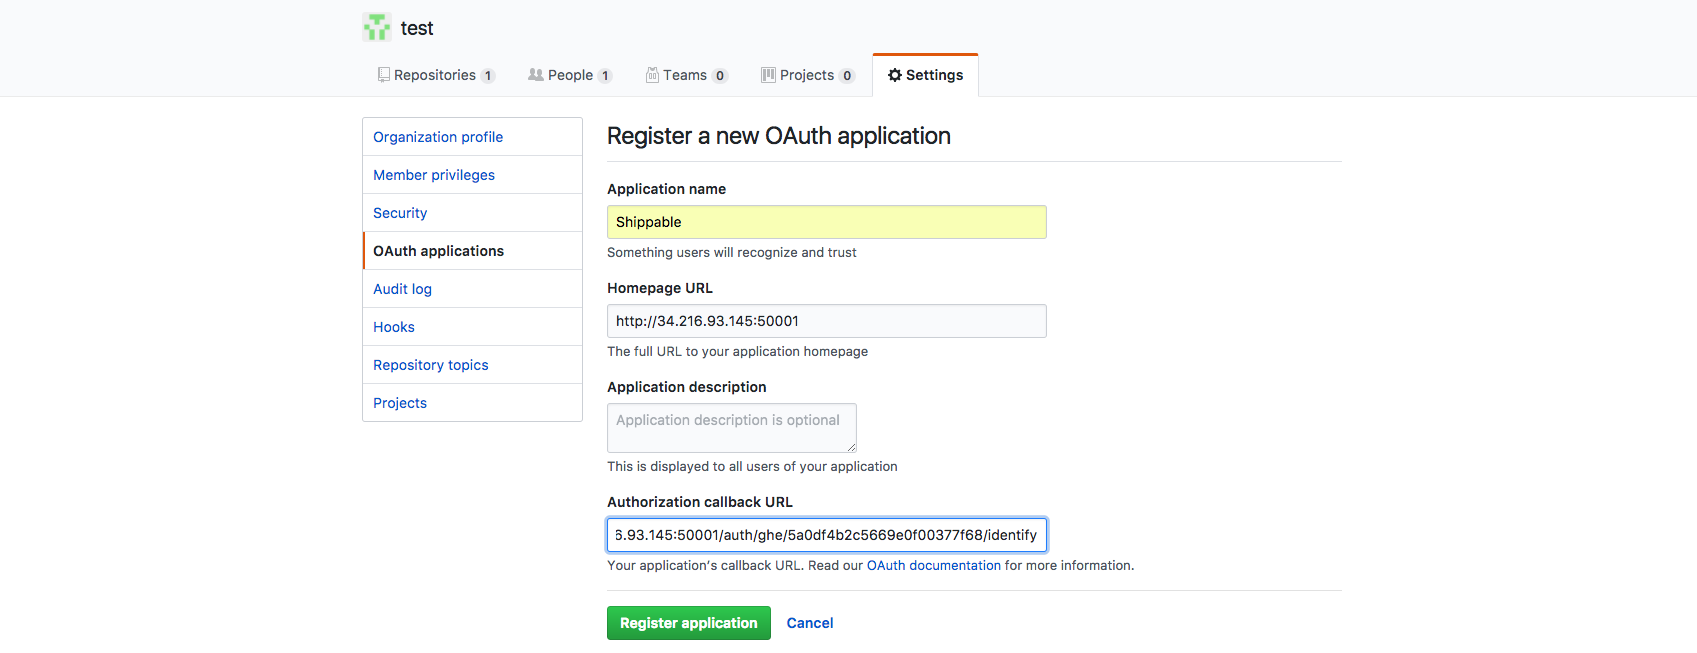 test
Repositories 1 People 1 Teams 0 Projects 0 Settings
Organization profile
Member privileges
Security
OAuth applications
Audit log
Hooks
Repository topics
Projects
Register a new OAuth application
Application name
Shippable
Something users will recognize and trust
Homepage URL
http://34.216.93.145:50001
The full URL to your application homepage
Application description
Application description is optional
This is displayed to all users of your application
Authorization callback URL
6.93.145:50001/auth/ghe/5a0df4b2c5669e0f00377f68/identify
Your application's callback URL. Read our OAuth documentation for more information.
Register application Cancel